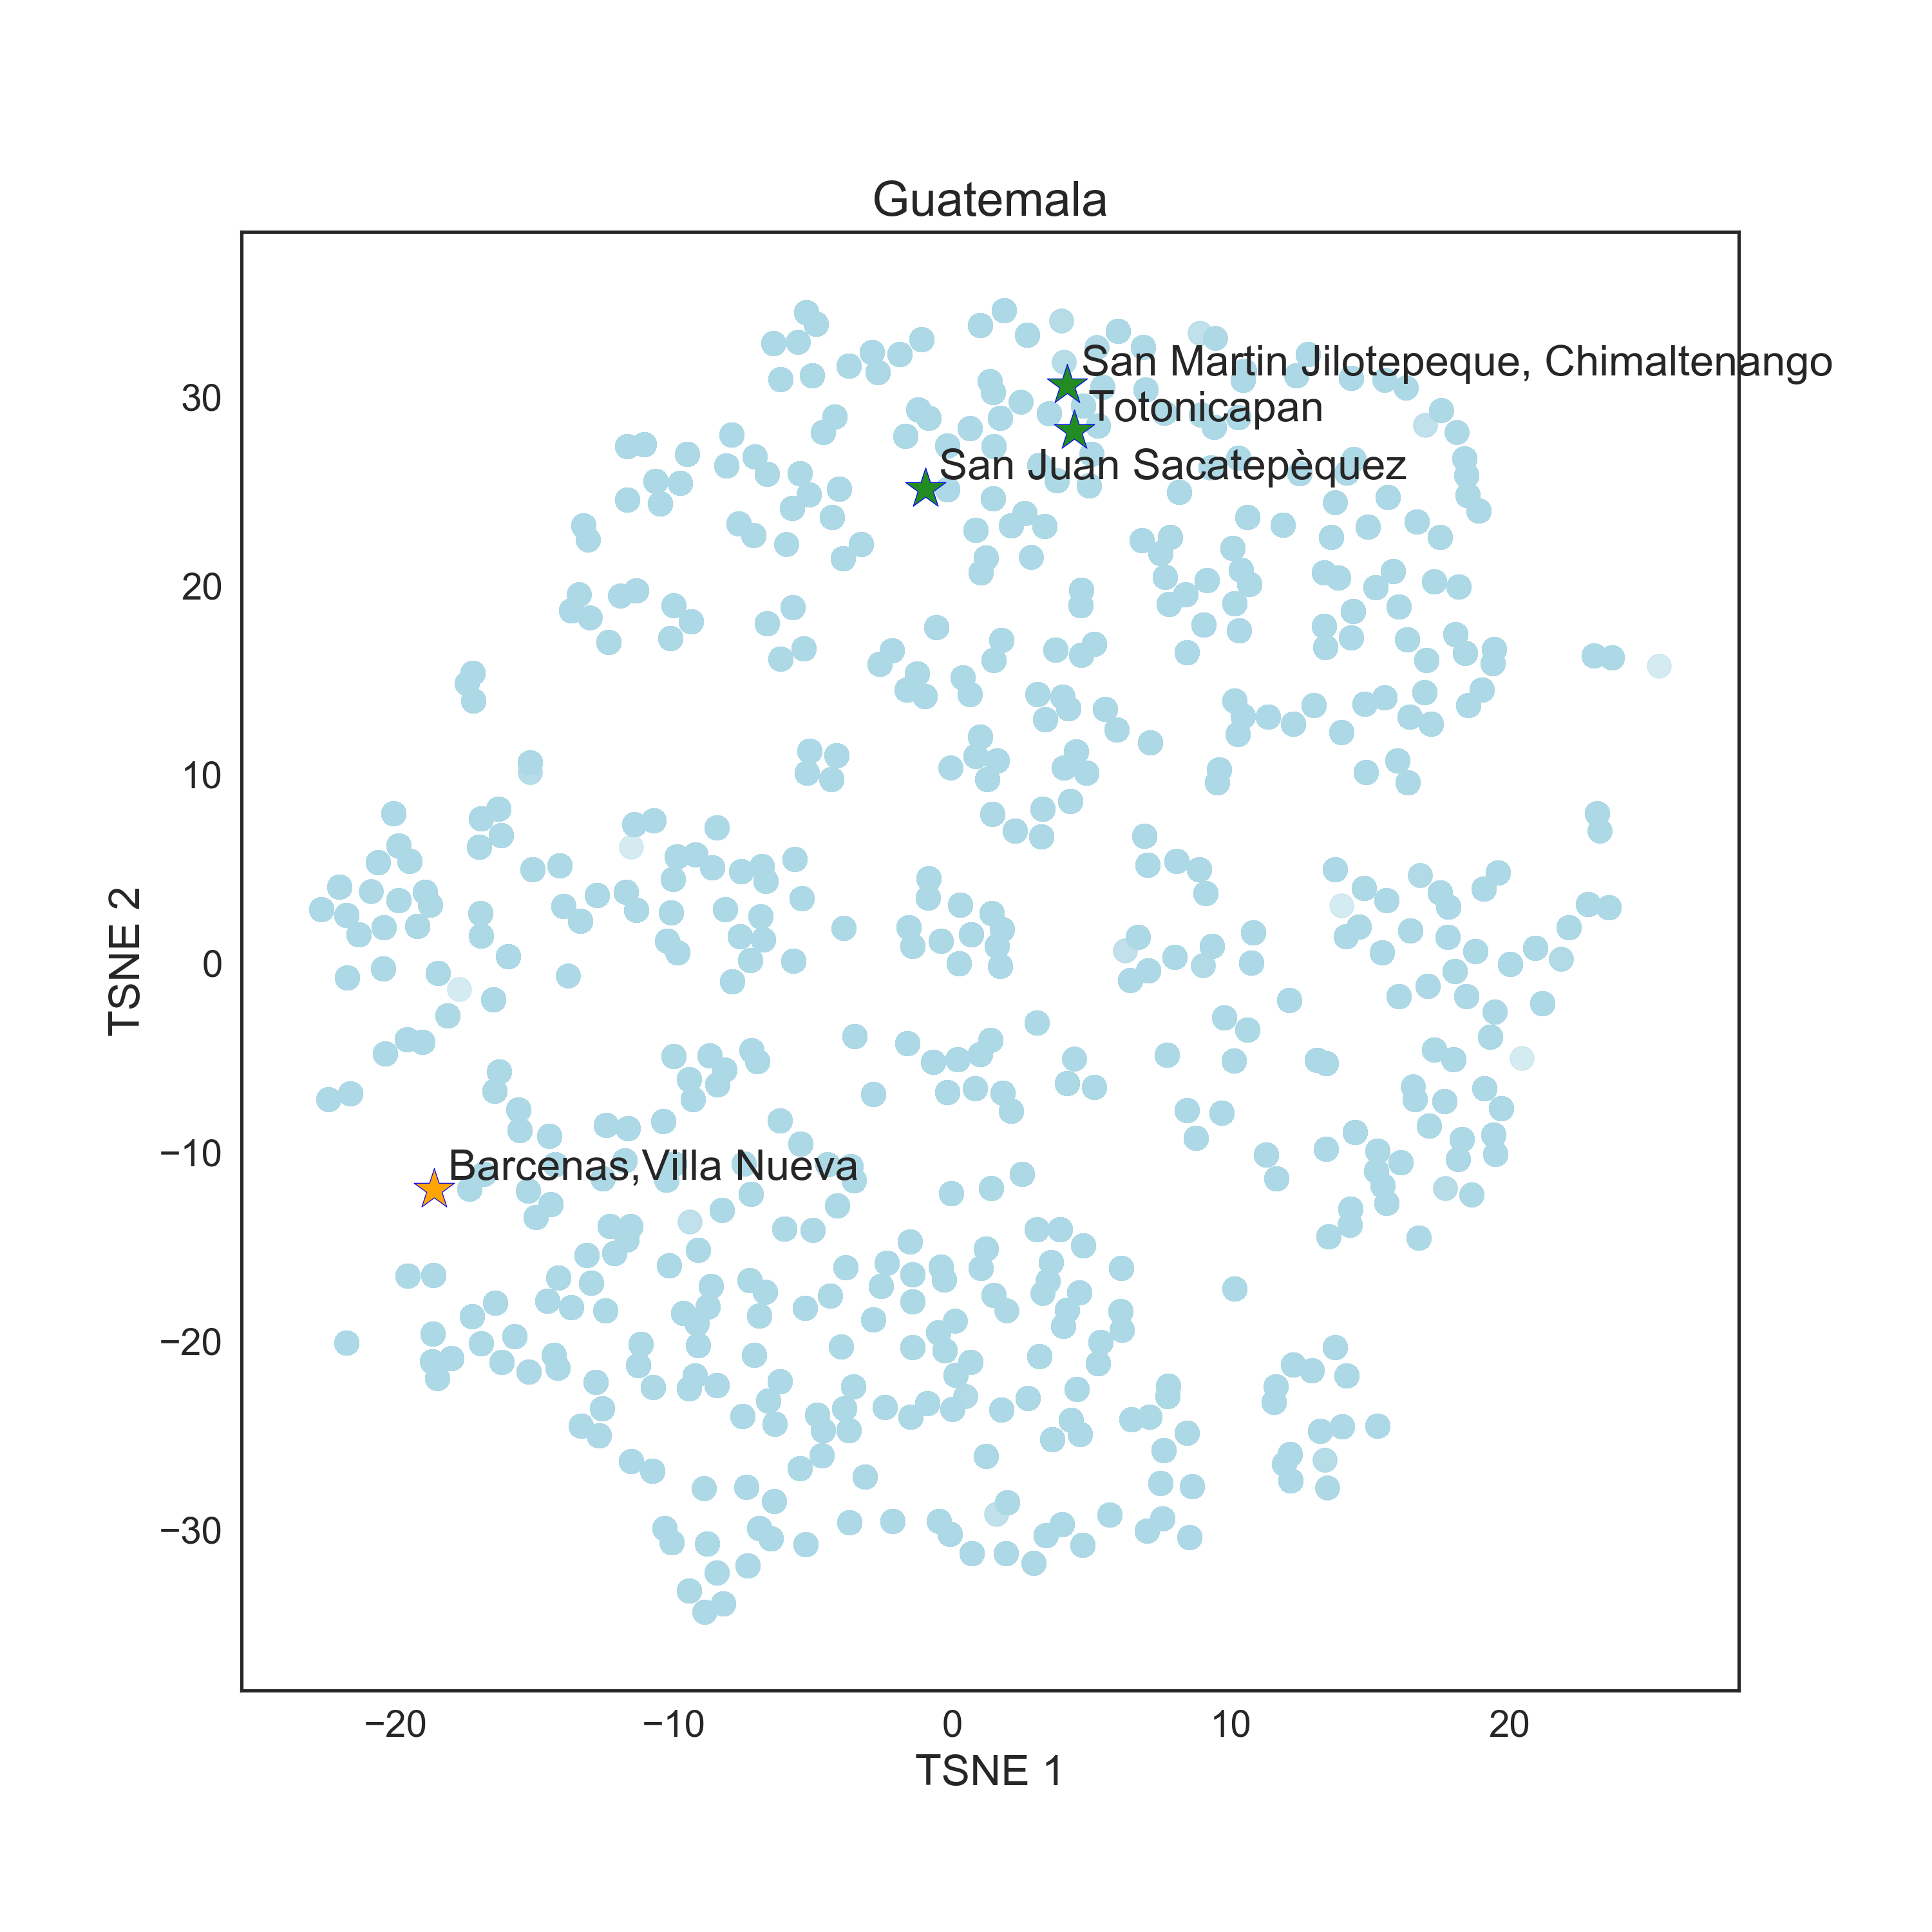 Guatemala
San Martin Jilotepeque, Chimaltenango
Totonicapan
San Juan Sacatepèquez
Barcenas,Villa Nueva
30
20
10
0
−10
−20
−30
TSNE 2
−20 −10 0 10 20
TSNE 1